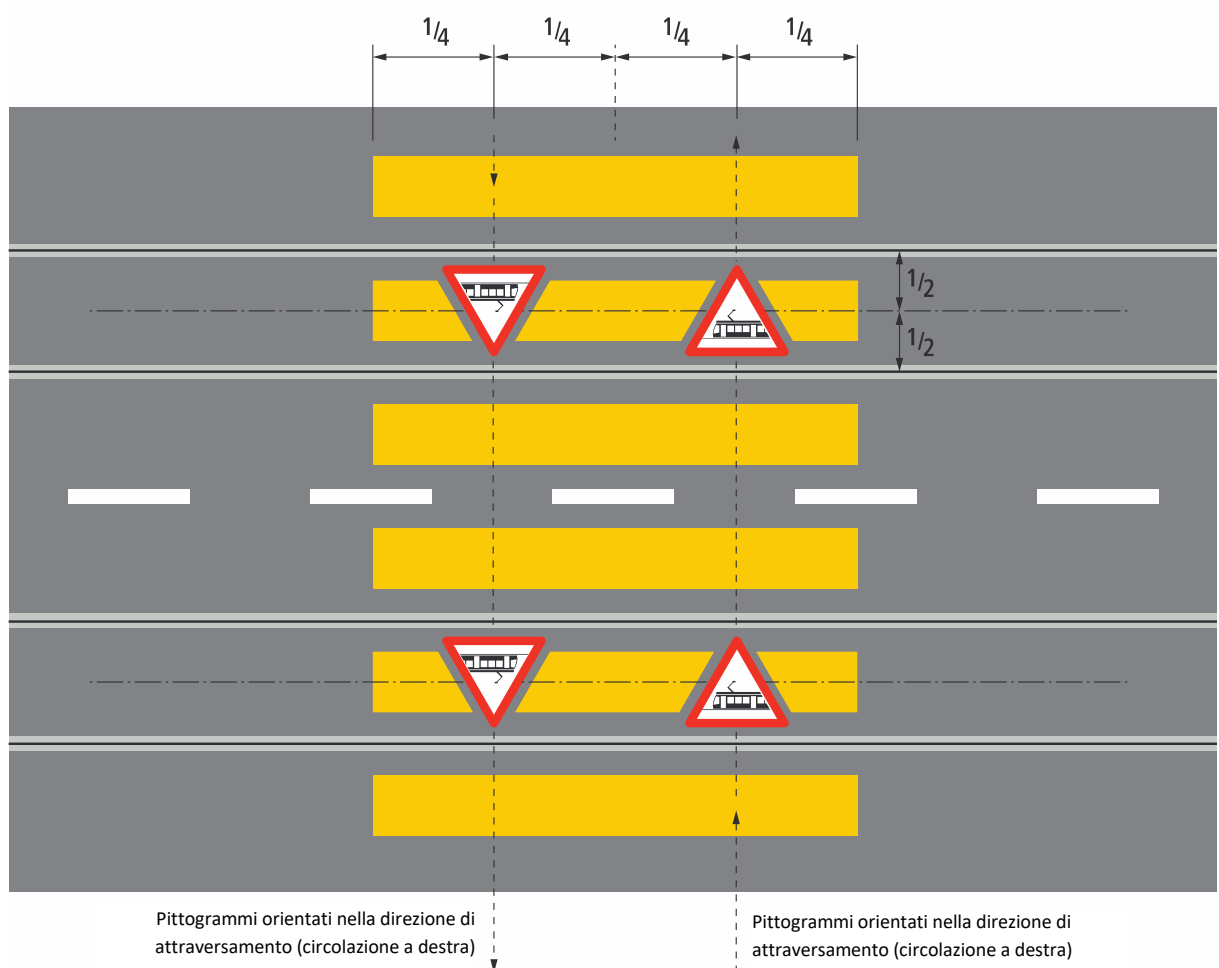 1/4 1/4 1/4 1/4
1/2
1/2
Pittogrammi orientati nella direzione di
attraversamento (circolazione a destra)
Pittogrammi orientati nella direzione di
attraversamento (circolazione a destra)